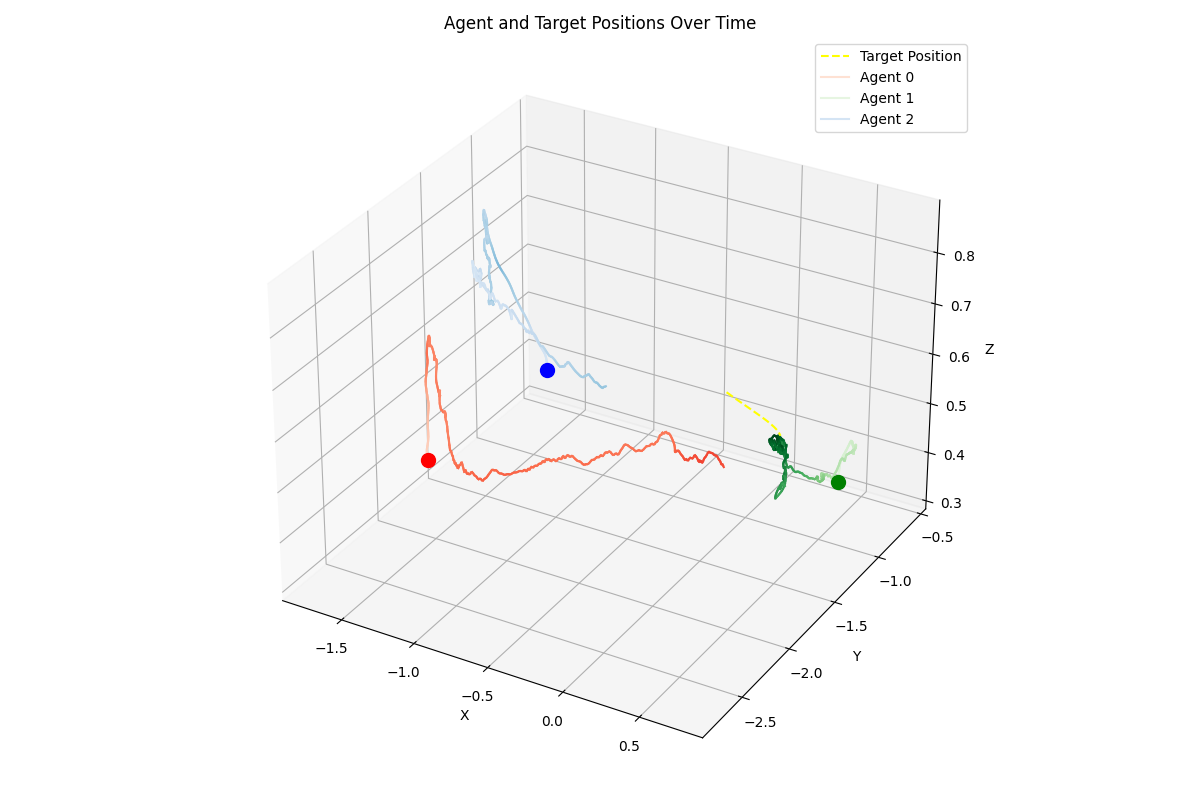 Agent and Target Positions Over Time
Target Position
Agent 0
Agent 1
Agent 2
0.8
0.7
Z
0.6
0.5
0.4
0.3
−0.5
−1.0
−1.5
Y
−2.0
−2.5
−1.5
−1.0
−0.5
X
0.0
0.5